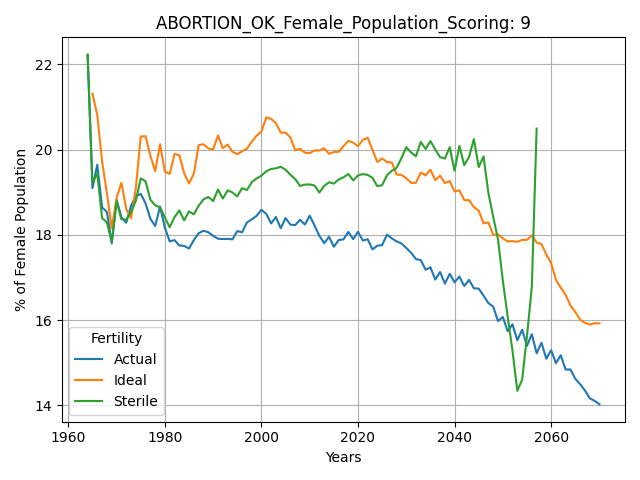 ABORTION_OK_Female_Population_Scoring: 9
% of Female Population
22
20
18
16
14
Fertility
Actual
Ideal
Sterile
1960 1980 2000 2020 2040 2060
Years